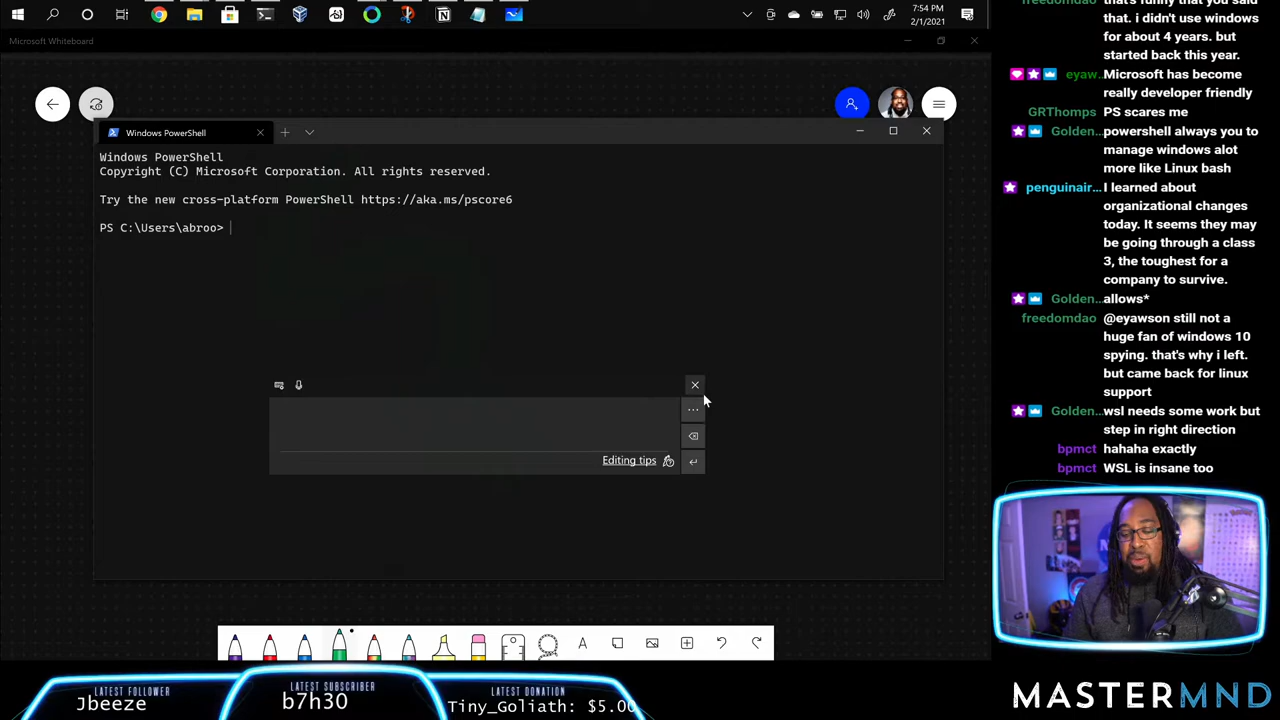 7:54 PM
2/1/2021
Microsoft Whiteboard
Windows PowerShell
Windows PowerShell
Copyright (C) Microsoft Corporation. All rights reserved.
Try the new cross-platform PowerShell https://aka.ms/pscore6
PS C:\Users\abroo>
Editing tips
freedomdao that's funny that you said
that. i didn't use windows
for about 4 years. but
started back this year.
eyaw... Microsoft has become
really developer friendly
GRThomps PS scares me
Golden... powershell always you to
manage windows alot
more like Linux bash
penguinair... I learned about
organizational changes
today. It seems they may
be going through a class
3, the toughest for a
company to survive.
Golden... allows*
freedomdao @eyawson still not a
huge fan of windows 10
spying. that's why i left.
but came back for linux
support
Golden... wsl needs some work but
step in right direction
bpmct hahaha exactly
bpmct WSL is insane too
LATEST FOLLOWER
Jbeeze
LATEST SUBSCRIBER
b7h30
LATEST DONATION
Tiny_Goliath: $5.00
MASTERMND